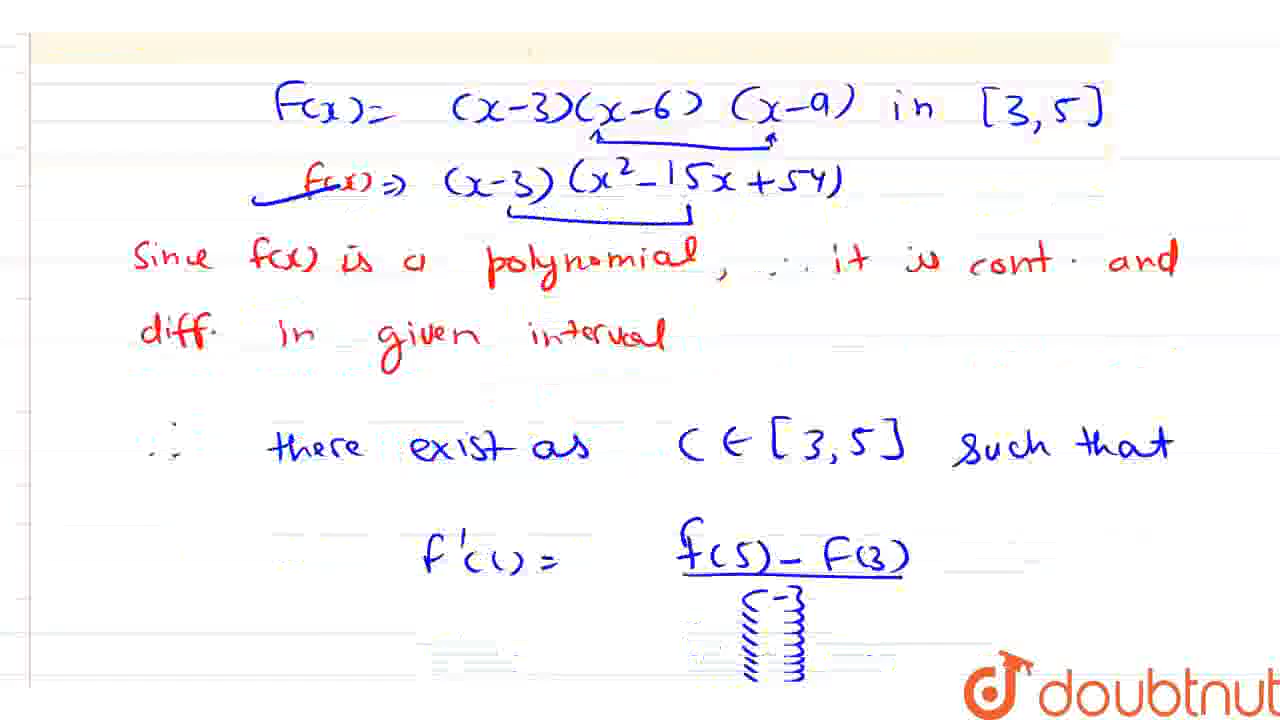 F(x)= (x-3)(x-6) (x-9) in [3,5]
f(x) ⇒ (x-3) (x²-15x+54)
Since f(x) is a polynomial, ∴ it is cont. and
diff. in given interval
∴ there exist as C ∈ [3,5] such that
f'(c) = f(5) - F(3)
doubtnut